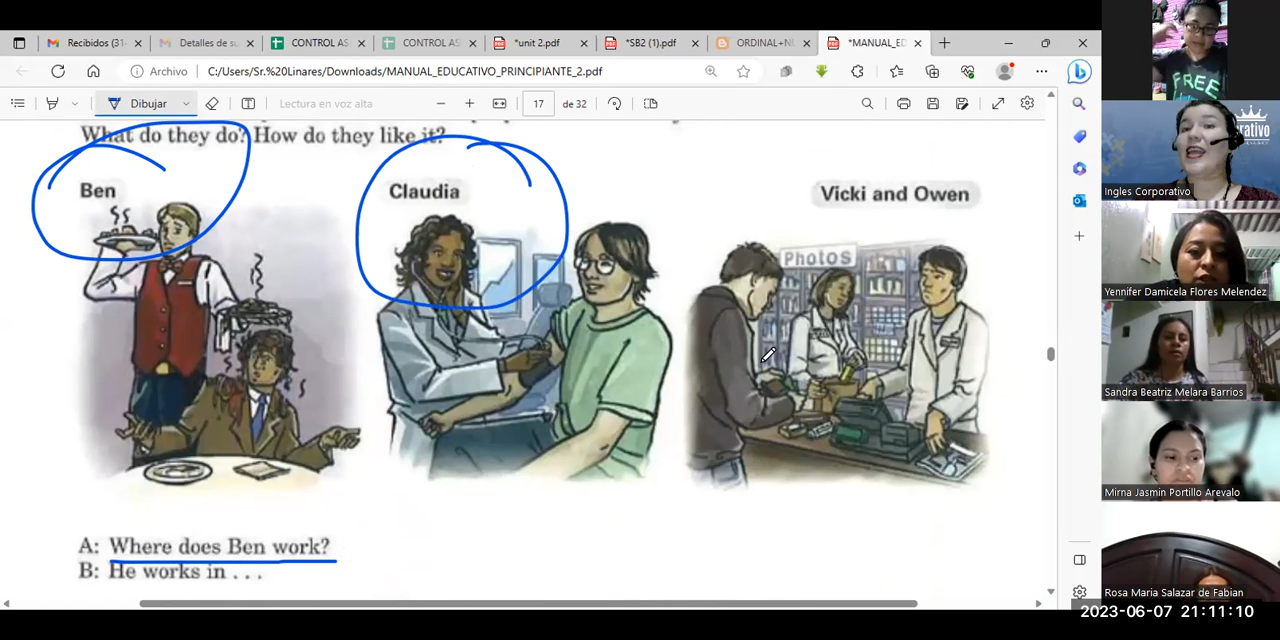 Recibidos (31-
Detalles de su
CONTROL AS
CONTROL AS
*unit 2.pdf
*SB2 (1).pdf
ORDINAL+N
*MANUAL_ED
Archivo
C:/Users/Sr.%20Linares/Downloads/MANUAL_EDUCATIVO_PRINCIPIANTE_2.pdf
Dibujar
Lectura en voz alta
17
de 32
What do they do? How do they like it?
Ben
Claudia
Vicki and Owen
Photos
A: Where does Ben work?
B: He works in . . .
FREE
Ingles Corporativo
Yennifer Damicela Flores Melendez
Sandra Beatriz Melara Barrios
Mirna Jasmin Portillo Arevalo
Rosa Maria Salazar de Fabian
2023-06-07 21:11:10